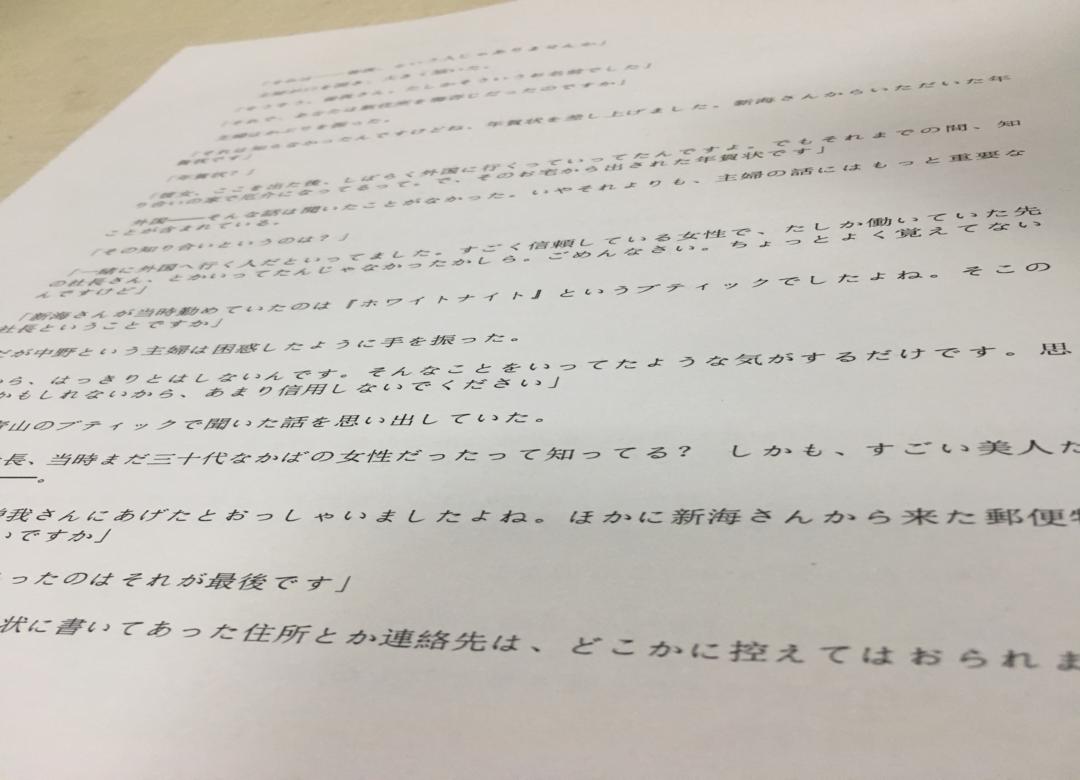 「それは——曽我、という人じゃありませんか」
主婦が口を開き、大きく頷いた。
「そうそう、曽我さん。たしかそういうお名前でした」
「それで、あなたは新住所を御存じだったのですか」
主婦はかぶりを振った。
「それは知らなかったんですけどね、年賀状を差し上げました。新海さんからいただいた年
賀状です」
「年賀状？」
「彼女、ここを出た後、しばらく外国に行くっていってたんですよ。でもそれまでの間、知
り合いの家で厄介になってるって。で、そのお宅から出された年賀状です」
外国——そんな話は聞いたことがなかった。いやそれよりも、主婦の話にはもっと重要な
ことが含まれている。
「その知り合いというのは？」
「一緒に外国へ行く人だといってました。すごく信頼している女性で、たしか働いていた先
の社長さん、とかいってたんじゃなかったかしら。ごめんなさい。ちょっとよく覚えてない
んですけど」
「新海さんが当時勤めていたのは『ホワイトナイト』というブティックでしたよね。そこの
社長ということですか」
だが中野という主婦は困惑したように手を振った。
から、はっきりとはしないんです。そんなことをいってたような気がするだけです。思
かもしれないから、あまり信用しないでください」
青山のブティックで聞いた話を思い出していた。
長、当時まだ三十代なかばの女性だったって知ってる？　しかも、すごい美人だ
——。
曽我さんにあげたとおっしゃいましたよね。ほかに新海さんから来た郵便物
いですか」
らったのはそれが最後です」
状に書いてあった住所とか連絡先は、どこかに控えてはおられま